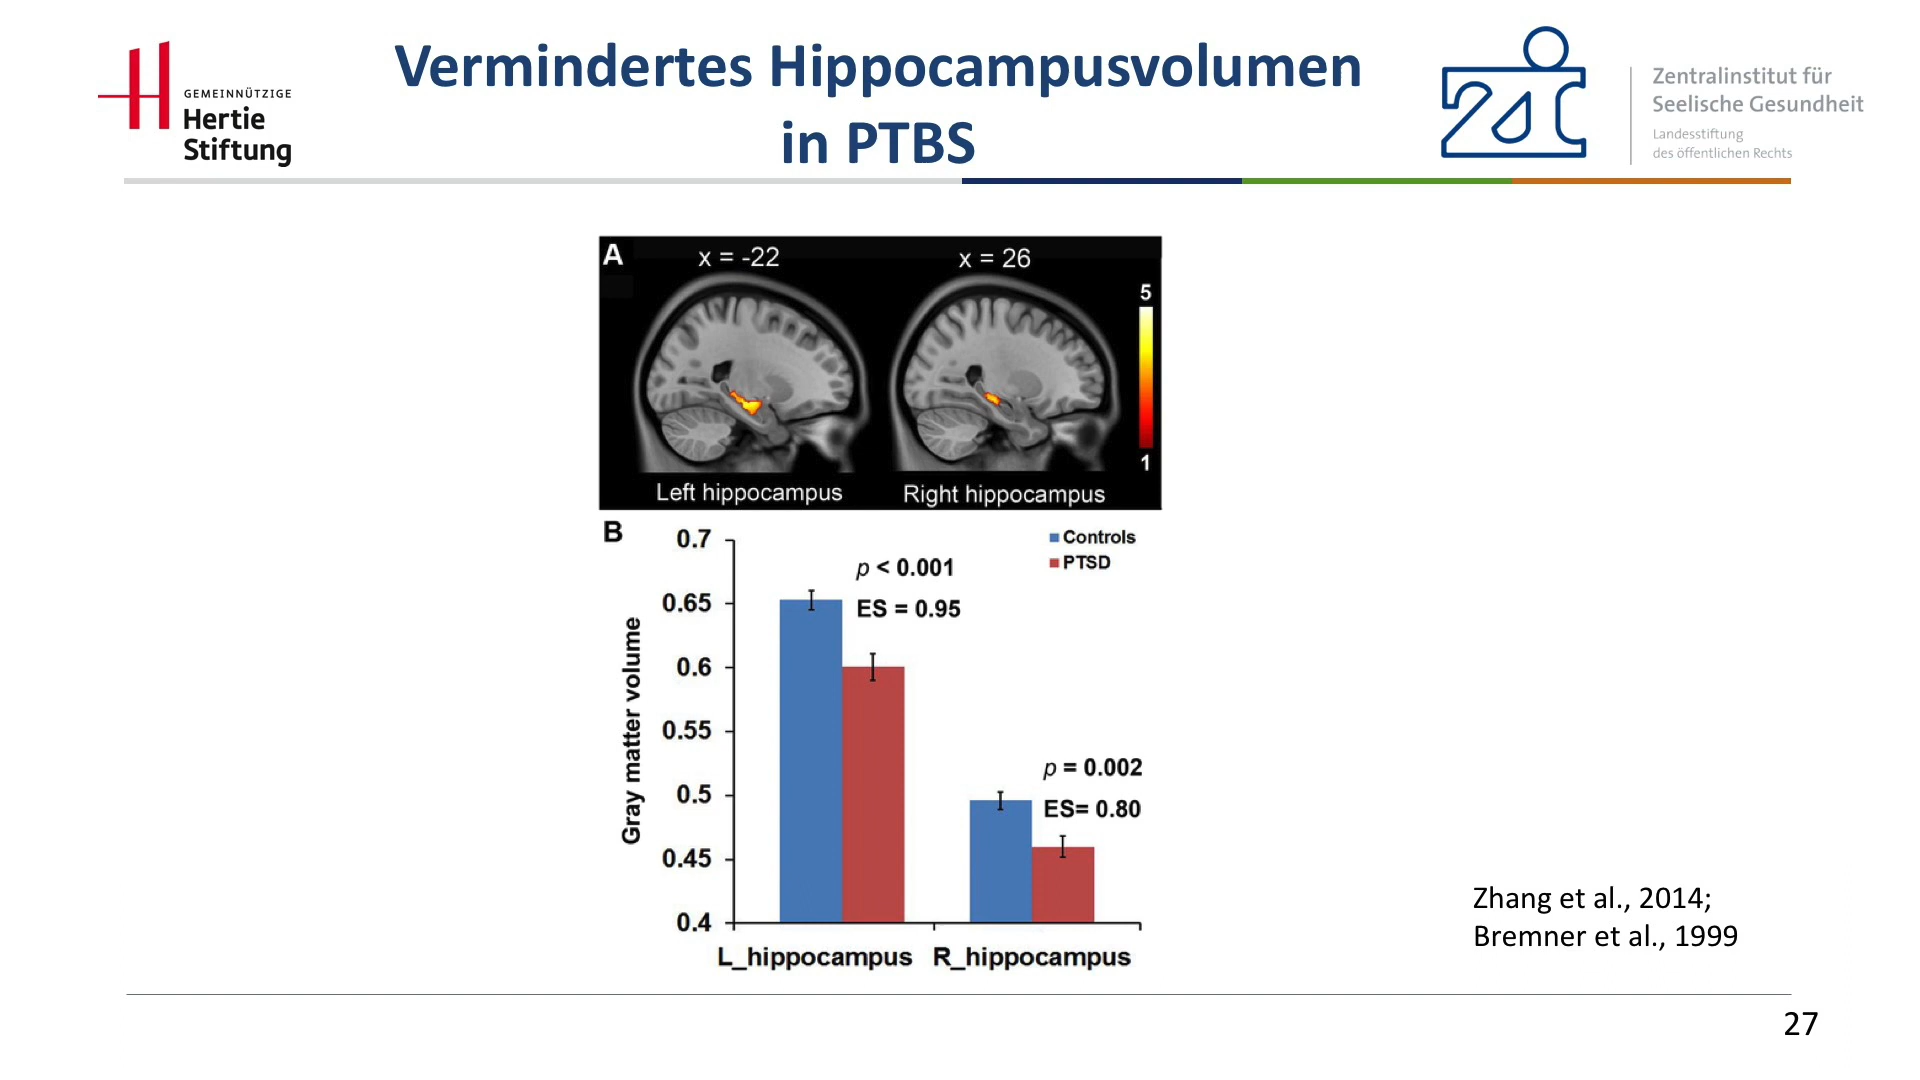 GEMEINNÜTZIGE
Hertie
Stiftung
Vermindertes Hippocampusvolumen
in PTBS
Zentralinstitut für
Seelische Gesundheit
Landesstiftung
des öffentlichen Rechts
A
x = -22
x = 26
5
1
Left hippocampus
Right hippocampus
B
Controls
PTSD
0.7
0.65
0.6
0.55
0.5
0.45
0.4
Gray matter volume
p < 0.001
ES = 0.95
p = 0.002
ES= 0.80
L_hippocampus
R_hippocampus
Zhang et al., 2014;
Bremner et al., 1999
27